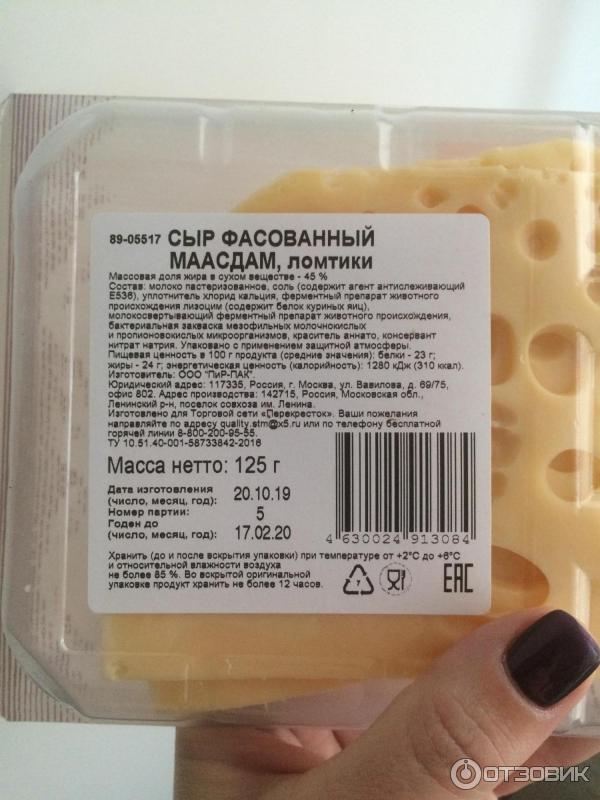 89-05517 СЫР ФАСОВАННЫЙ
МААСДАМ, ломтики
Массовая доля жира в сухом веществе - 45 %
Состав: молоко пастеризованное, соль (содержит агент антислеживающий
Е536), уплотнитель хлорид кальция, ферментный препарат животного
происхождения лизоцим (содержит белок куриных яиц),
молокосвертывающий ферментный препарат животного происхождения,
бактериальная закваска мезофильных молочнокислых
и пропионовокислых микроорганизмов, краситель аннато, консервант
нитрат натрия. Упаковано с применением защитной атмосферы.
Пищевая ценность в 100 г продукта (средние значения): белки - 23 г;
жиры - 24 г; энергетическая ценность (калорийность): 1280 кДж (310 ккал).
Изготовитель: ООО "ПиР-ПАК".
Юридический адрес: 117335, Россия, г. Москва, ул. Вавилова, д. 69/75,
офис 802. Адрес производства: 142715, Россия, Московская обл.,
Ленинский р-н, поселок совхоза им. Ленина.
Изготовлено для Торговой сети «Перекресток». Ваши пожелания
направляйте по адресу quality.stm@x5.ru или по телефону бесплатной
горячей линии 8-800-200-95-55.
ТУ 10.51.40-001-58733842-2016
Масса нетто: 125 г
Дата изготовления
(число, месяц, год): 20.10.19
Номер партии: 5
Годен до
(число, месяц, год): 17.02.20
4 630024 913084
Хранить (до и после вскрытия упаковки) при температуре от +2°С до +6°С
и относительной влажности воздуха
не более 85 %. Во вскрытой оригинальной
упаковке продукт хранить не более 12 часов.
7
EAC
ОТЗОВИК